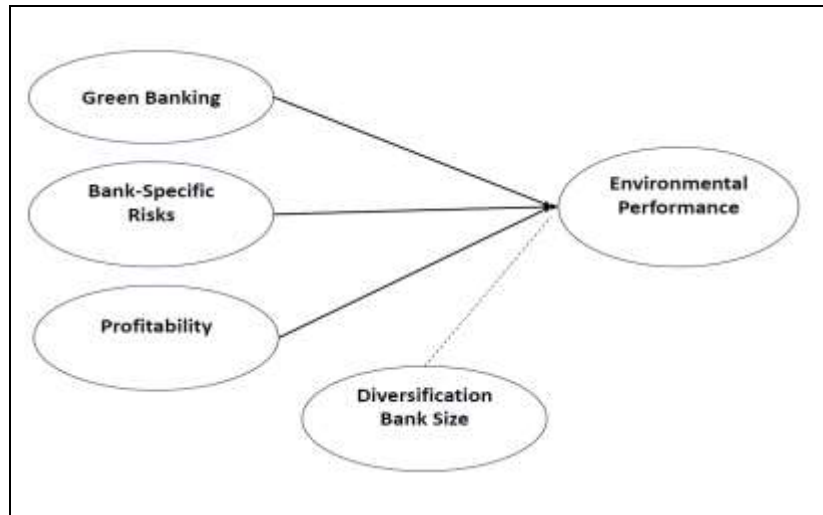 Green Banking
Bank-Specific
Risks
Profitability
Environmental
Performance
Diversification
Bank Size